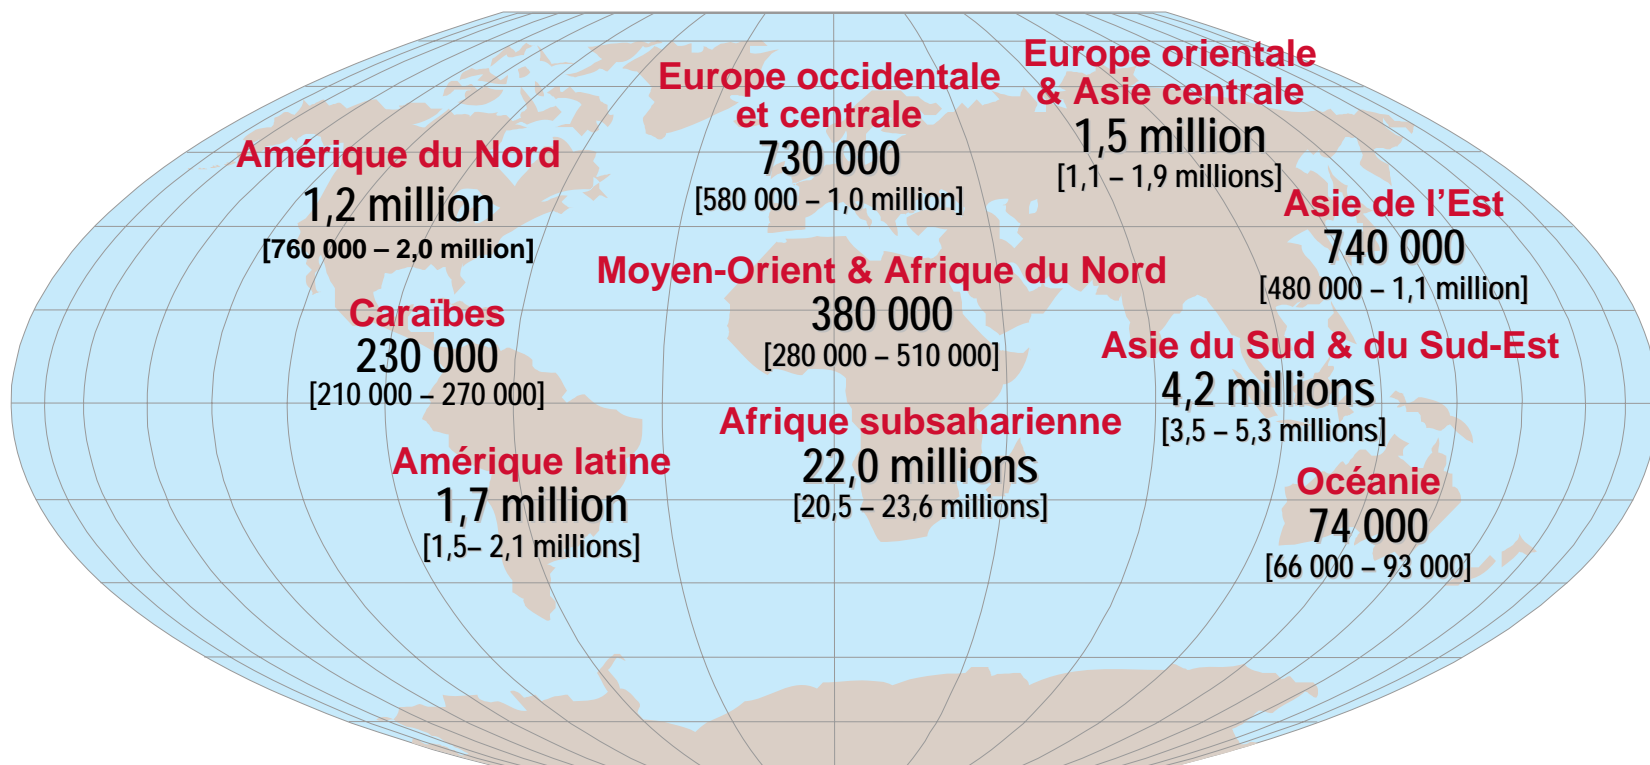 Europe orientale
& Asie centrale
1,5 million
[1,1 – 1,9 millions]
Europe occidentale
et centrale
730 000
[580 000 – 1,0 million]
Amérique du Nord
1,2 million
[760 000 – 2,0 million]
Asie de l’Est
740 000
[480 000 – 1,1 million]
Moyen-Orient & Afrique du Nord
380 000
[280 000 – 510 000]
Caraïbes
230 000
[210 000 – 270 000]
Asie du Sud & du Sud-Est
4,2 millions
[3,5 – 5,3 millions]
Afrique subsaharienne
22,0 millions
[20,5 – 23,6 millions]
Amérique latine
1,7 million
[1,5– 2,1 millions]
Océanie
74 000
[66 000 – 93 000]